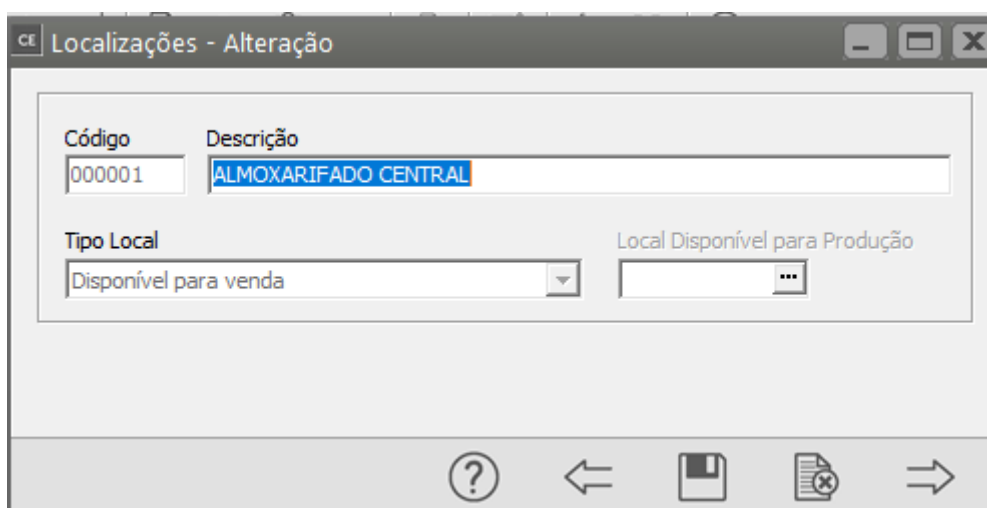 CE Localizações - Alteração
Código Descrição
000001 ALMOXARIFADO CENTRAL
Tipo Local Local Disponível para Produção
Disponível para venda ...
?